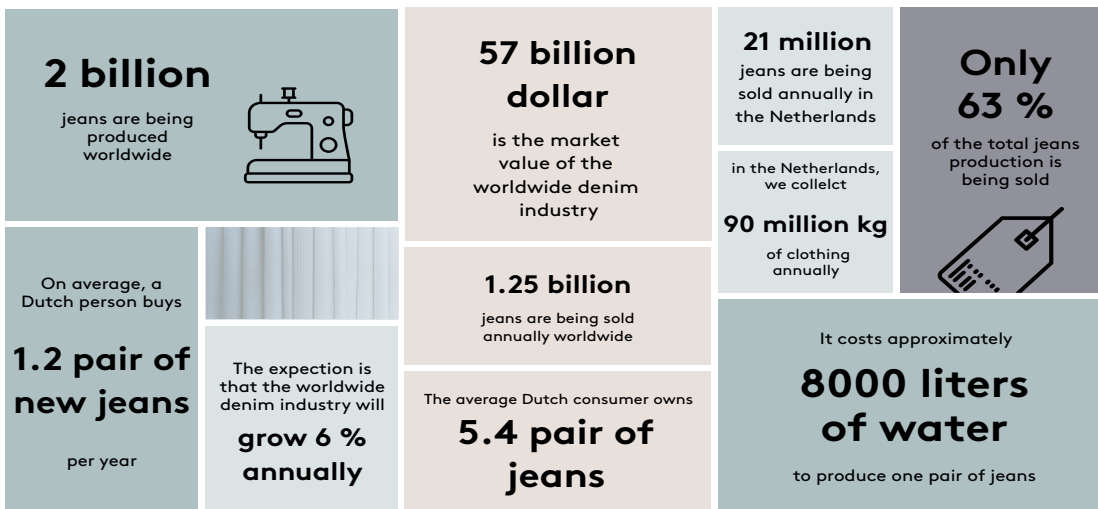 2 billion
jeans are being
produced
worldwide
57 billion
dollar
is the market
value of the
worldwide denim
industry
21 million
jeans are being
sold annually in
the Netherlands
Only
63 %
of the total jeans
production is
being sold
in the Netherlands,
we collelct
90 million kg
of clothing
annually
On average, a
Dutch person buys
1.2 pair of
new jeans
per year
The expection is
that the worldwide
denim industry will
grow 6 %
annually
1.25 billion
jeans are being sold
annually worldwide
The average Dutch consumer owns
5.4 pair of
jeans
It costs approximately
8000 liters
of water
to produce one pair of jeans